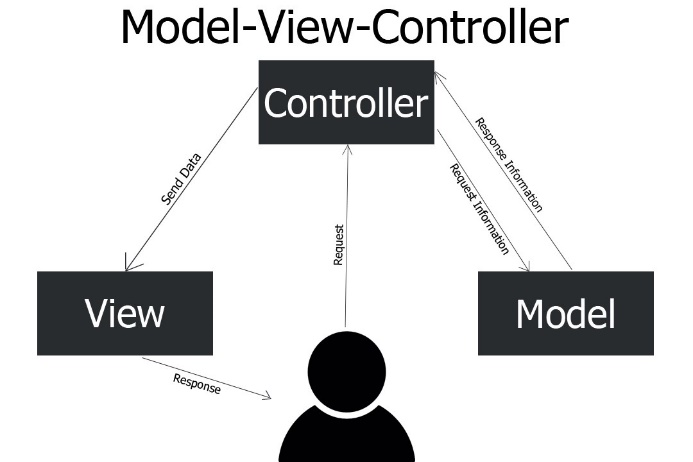 Model-View-Controller
Controller
Send Data
Response Information
Request Information
Request
View
Model
Response